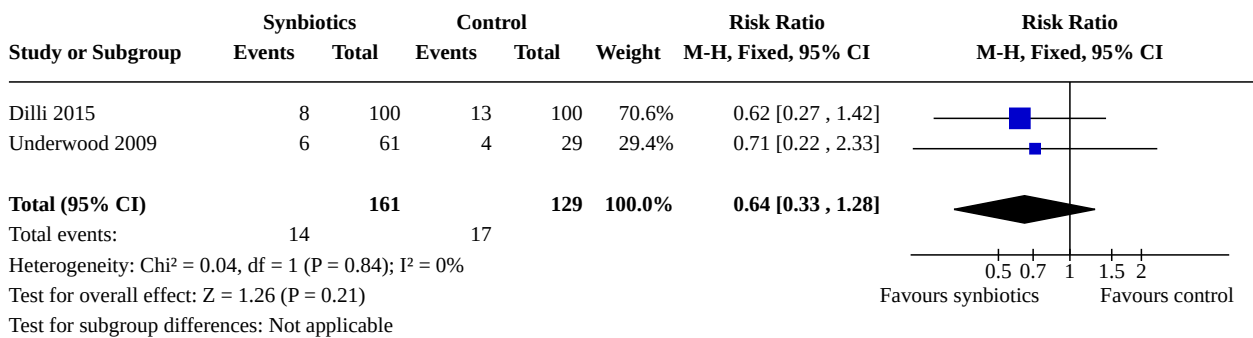 Synbiotics Control Risk Ratio Risk Ratio
Study or Subgroup Events Total Events Total Weight M-H, Fixed, 95% CI M-H, Fixed, 95% CI
Dilli 2015 8 100 13 100 70.6% 0.62 [0.27 , 1.42]
Underwood 2009 6 61 4 29 29.4% 0.71 [0.22 , 2.33]
Total (95% CI) 161 129 100.0% 0.64 [0.33 , 1.28]
Total events: 14 17
Heterogeneity: Chi² = 0.04, df = 1 (P = 0.84); I² = 0%
0.5 0.7 1 1.5 2
Test for overall effect: Z = 1.26 (P = 0.21) Favours synbiotics Favours control
Test for subgroup differences: Not applicable